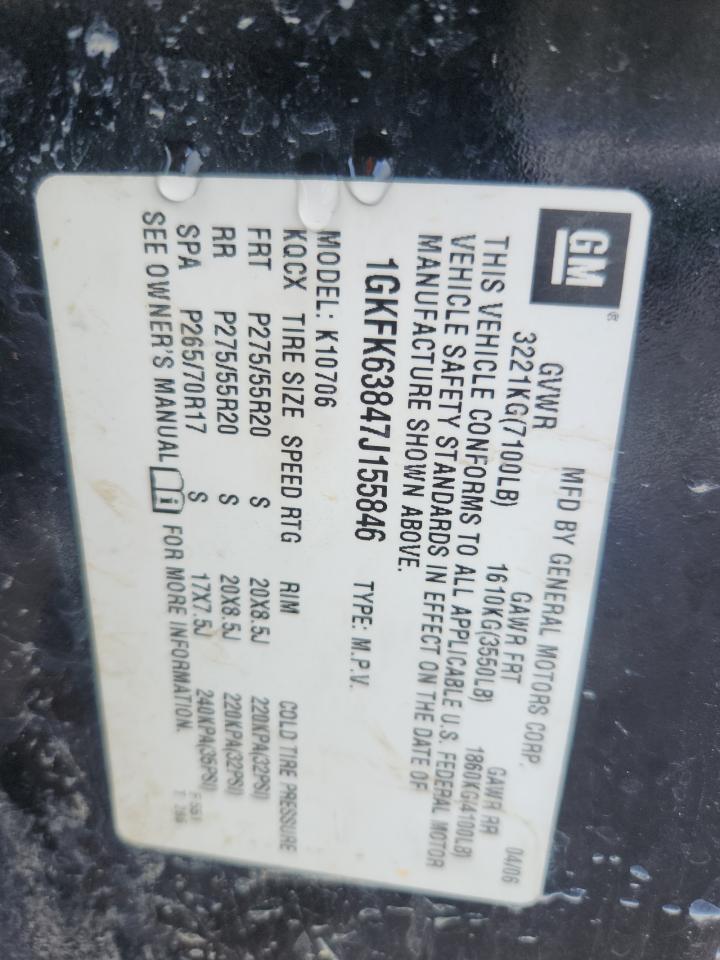 GM®
MFD BY GENERAL MOTORS CORP. 04/06
GVWR GAWR FRT GAWR RR
3221KG(7100LB) 1610KG(3550LB) 1860KG(4100LB)
THIS VEHICLE CONFORMS TO ALL APPLICABLE U.S. FEDERAL MOTOR
VEHICLE SAFETY STANDARDS IN EFFECT ON THE DATE OF
MANUFACTURE SHOWN ABOVE.
1GKFK63847J155846 TYPE: M.P.V.
MODEL: K10706
KQCX TIRE SIZE SPEED RTG RIM COLD TIRE PRESSURE
FRT P275/55R20 S 20X8.5J 220KPA(32PSI)
RR P275/55R20 S 20X8.5J 220KPA(32PSI)
SPA P265/70R17 S 17X7.5J 240KPA(35PSI)
SEE OWNER'S MANUAL FOR MORE INFORMATION.